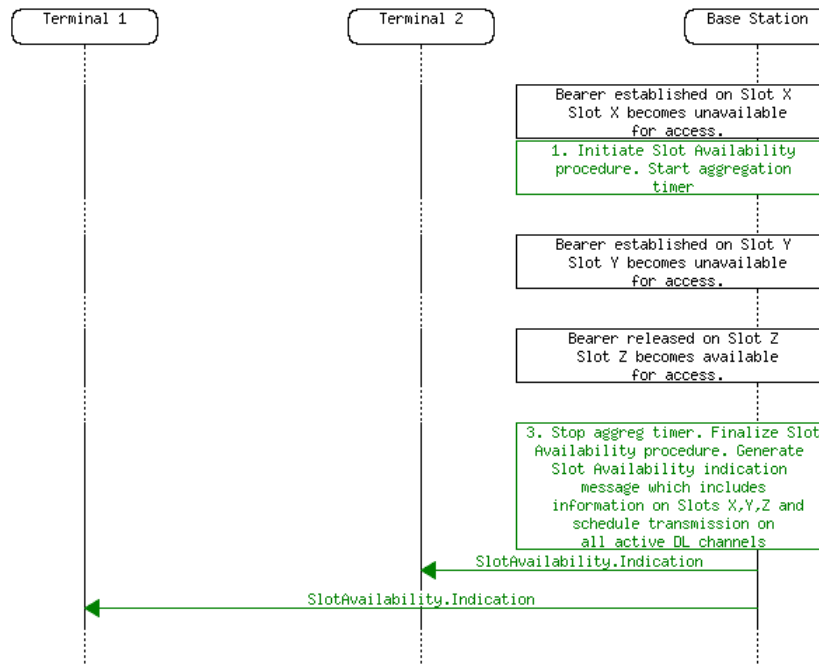 Terminal 1
Terminal 2
Base Station
Bearer established on Slot X
Slot X becomes unavailable
for access.
1. Initiate Slot Availability
procedure. Start aggregation
timer
Bearer established on Slot Y
Slot Y becomes unavailable
for access.
Bearer released on Slot Z
Slot Z becomes available
for access.
3. Stop aggreg timer. Finalize Slot
Availability procedure. Generate
Slot Availability indication
message which includes
information on Slots X,Y,Z and
schedule transmission on
all active DL channels
SlotAvailability.Indication
SlotAvailability.Indication